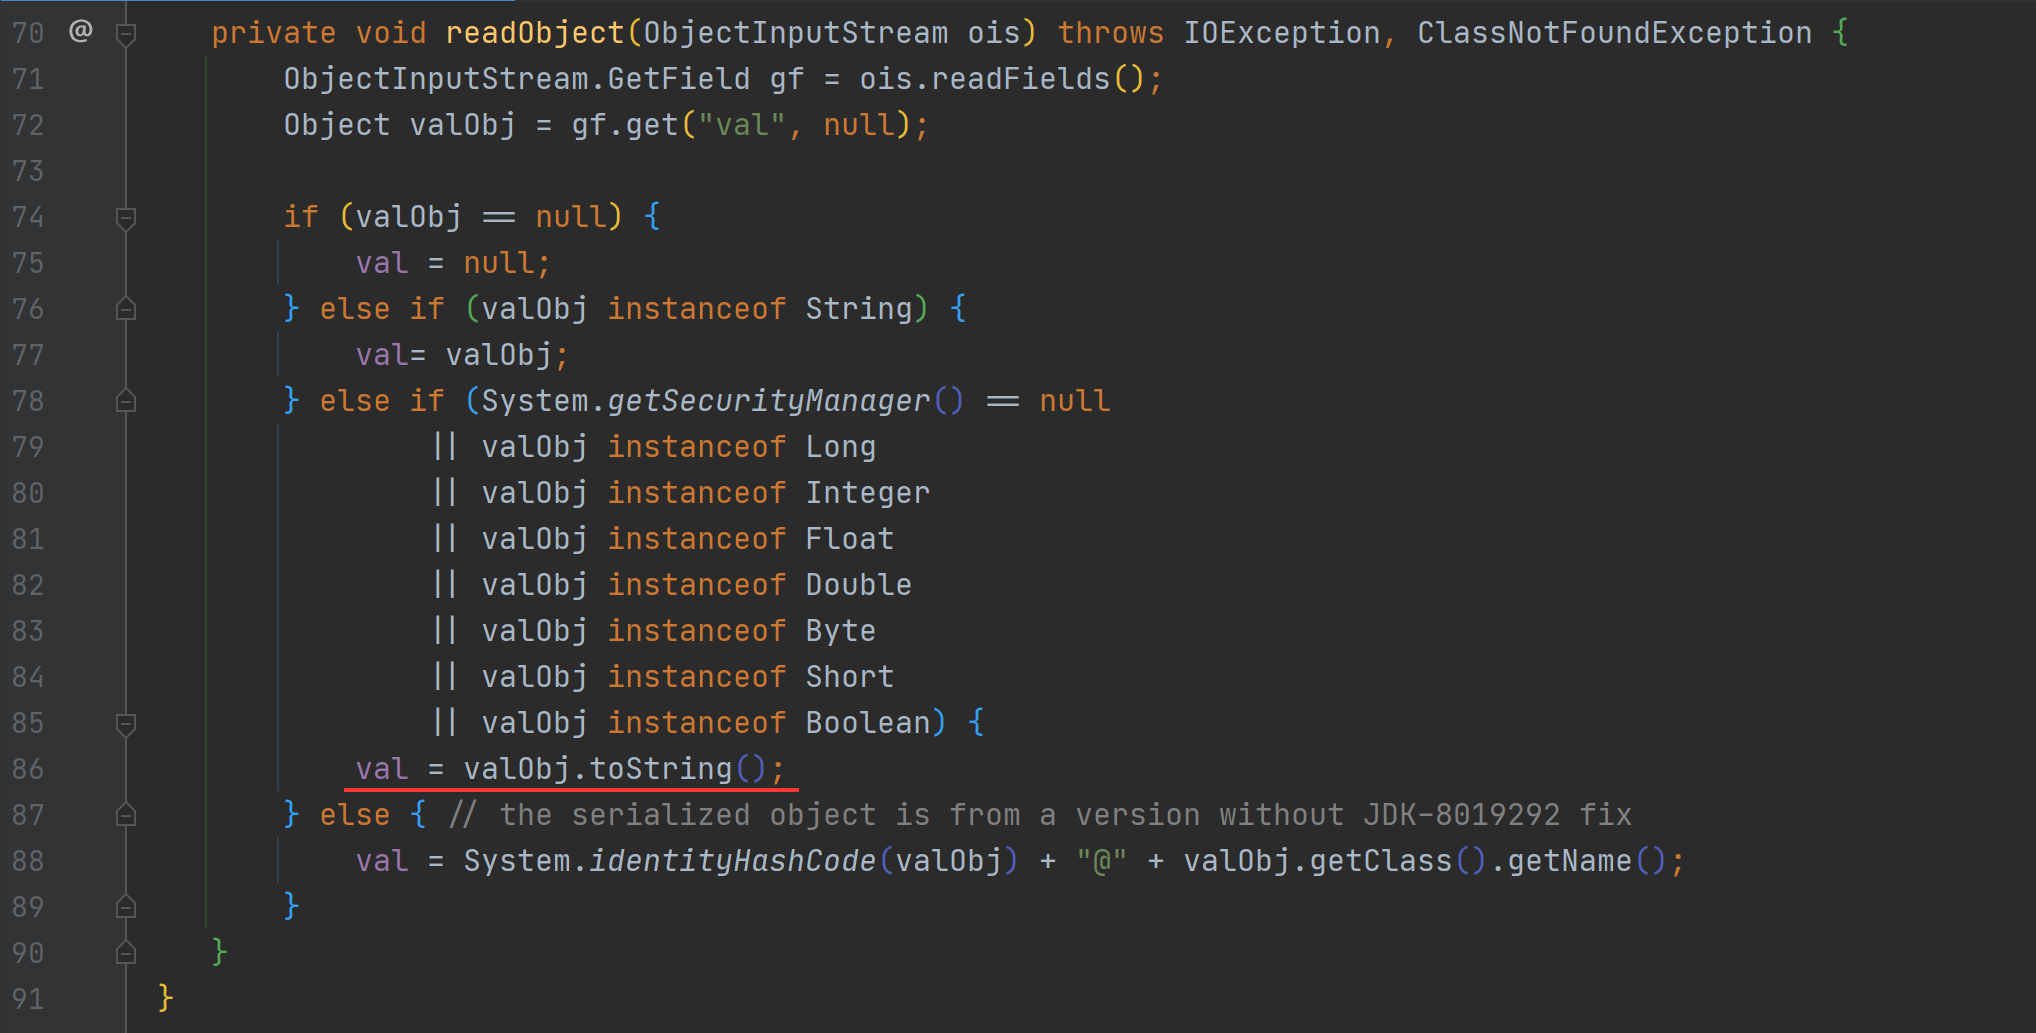 70 @ private void readObject(ObjectInputStream ois) throws IOException, ClassNotFoundException {
71 ObjectInputStream.GetField gf = ois.readFields();
72 Object valObj = gf.get("val", null);
73
74 if (valObj == null) {
75 val = null;
76 } else if (valObj instanceof String) {
77 val= valObj;
78 } else if (System.getSecurityManager() == null
79 || valObj instanceof Long
80 || valObj instanceof Integer
81 || valObj instanceof Float
82 || valObj instanceof Double
83 || valObj instanceof Byte
84 || valObj instanceof Short
85 || valObj instanceof Boolean) {
86 val = valObj.toString();
87 } else { // the serialized object is from a version without JDK-8019292 fix
88 val = System.identityHashCode(valObj) + "@" + valObj.getClass().getName();
89 }
90 }
91 }